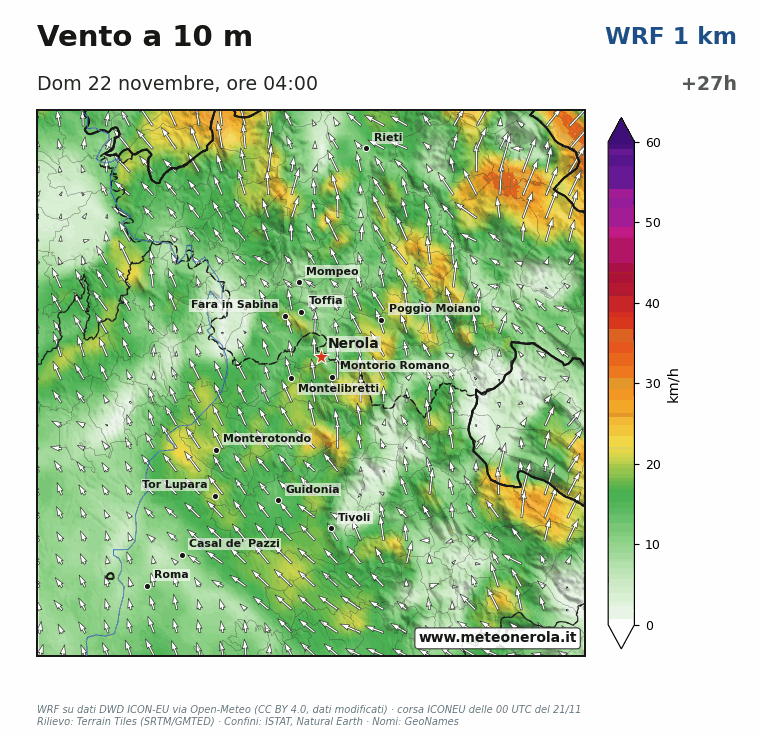 Vento a 10 m
WRF 1 km
Dom 22 novembre, ore 04:00
+27h
Rieti
Mompeo
Fara in Sabina
Toffia
Poggio Moiano
Nerola
Montorio Romano
Montelibretti
Monterotondo
Tor Lupara
Guidonia
Tivoli
Casal de' Pazzi
Roma
www.meteonerola.it
60
50
40
30
20
10
0
km/h
WRF su dati DWD ICON-EU via Open-Meteo (CC BY 4.0, dati modificati) · corsa ICONEU delle 00 UTC del 21/11
Rilievo: Terrain Tiles (SRTM/GMTED) · Confini: ISTAT, Natural Earth · Nomi: GeoNames